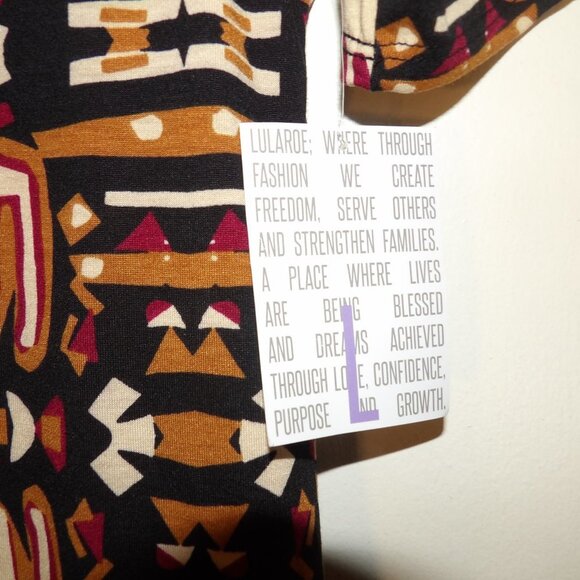 LULAROE; WHERE THROUGH
FASHION WE CREATE
FREEDOM, SERVE OTHERS
AND STRENGTHEN FAMILIES.
A PLACE WHERE LIVES
ARE BEING BLESSED
AND DREAMS ACHIEVED
THROUGH LOVE, CONFIDENCE,
PURPOSE AND GROWTH.
L